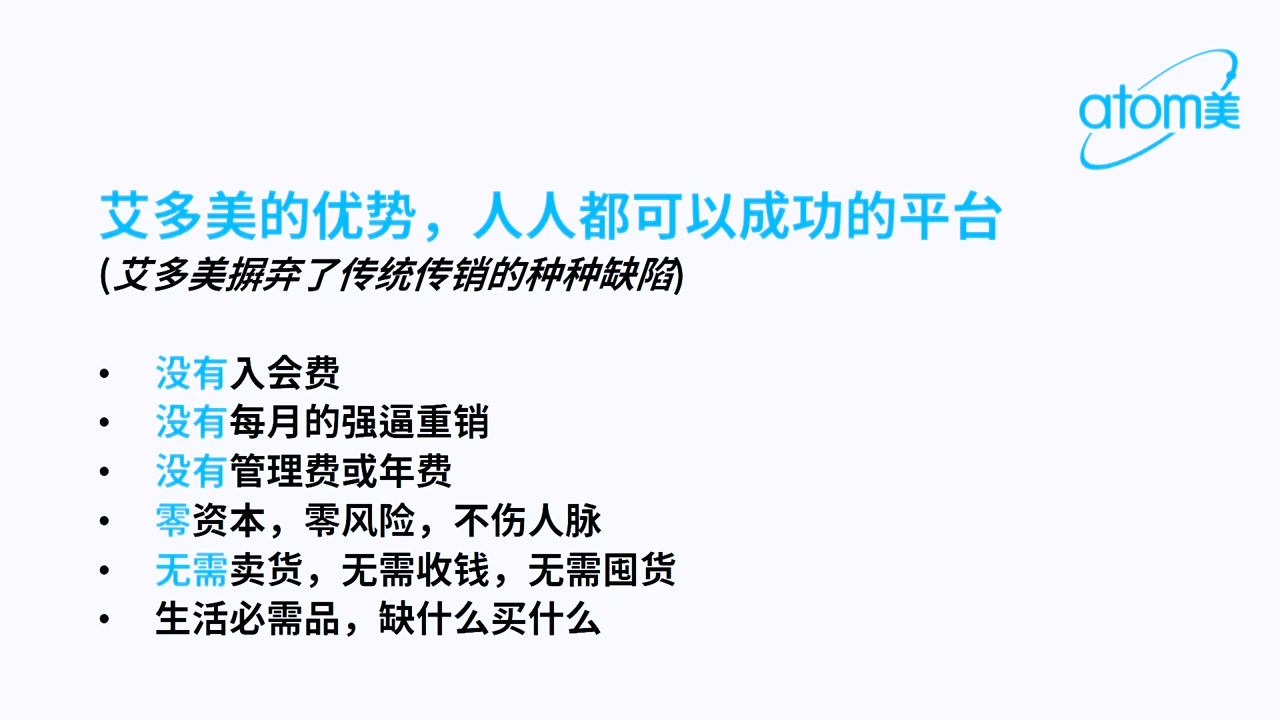 atom美
艾多美的优势，人人都可以成功的平台
(艾多美摒弃了传统传销的种种缺陷)
• 没有入会费
• 没有每月的强逼重销
• 没有管理费或年费
• 零资本，零风险，不伤人脉
• 无需卖货，无需收钱，无需囤货
• 生活必需品，缺什么买什么